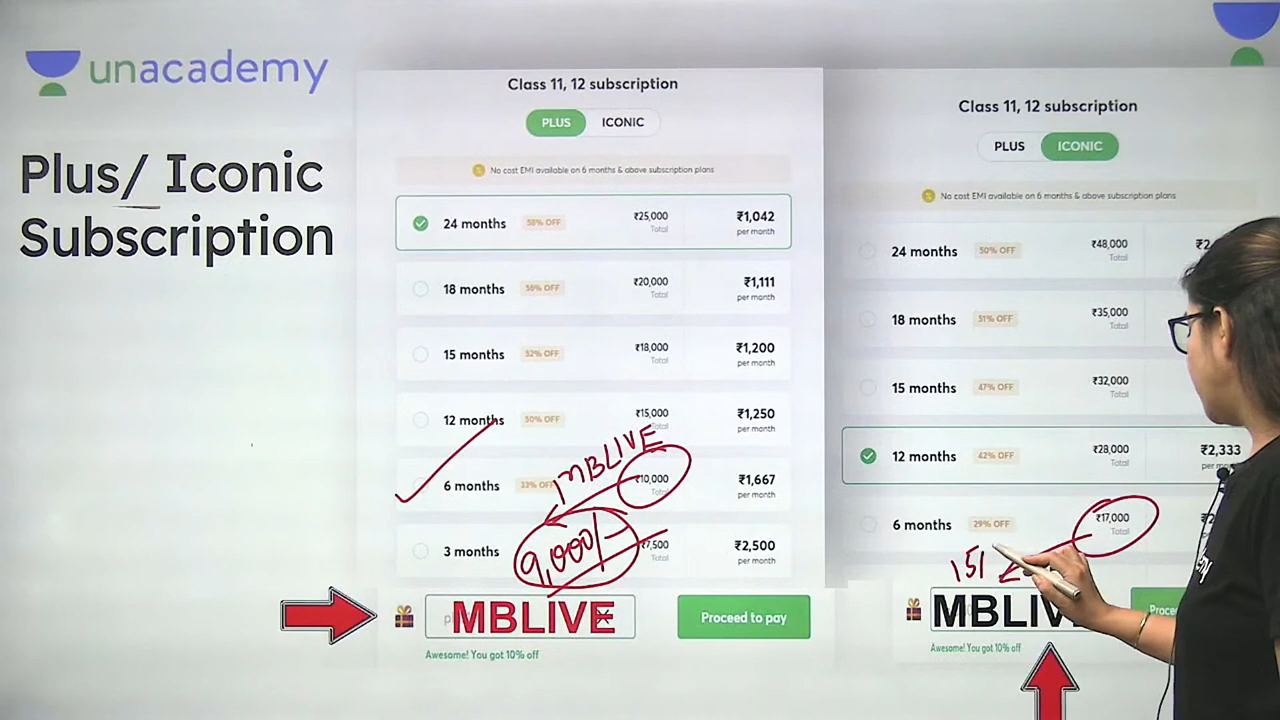 unacademy
Plus/ Iconic
Subscription
Class 11, 12 subscription
PLUS ICONIC
No cost EMI available on 6 months & above subscription plans
24 months 58% OFF ₹25,000 Total ₹1,042 per month
18 months 56% OFF ₹20,000 Total ₹1,111 per month
15 months 52% OFF ₹18,000 Total ₹1,200 per month
12 months 50% OFF ₹15,000 Total ₹1,250 per month
MBLIVE
6 months 33% OFF ₹10,000 Total ₹1,667 per month
9,000/-
3 months ₹7,500 Total ₹2,500 per month
MBLIVE
Proceed to pay
Awesome! You got 10% off
Class 11, 12 subscription
PLUS ICONIC
No cost EMI available on 6 months & above subscription plans
24 months 50% OFF ₹48,000 Total
18 months 51% OFF ₹35,000 Total
15 months 47% OFF ₹32,000 Total
12 months 42% OFF ₹28,000 Total ₹2,333
6 months 29% OFF ₹17,000 Total
151
MBLIV
Awesome! You got 10% off